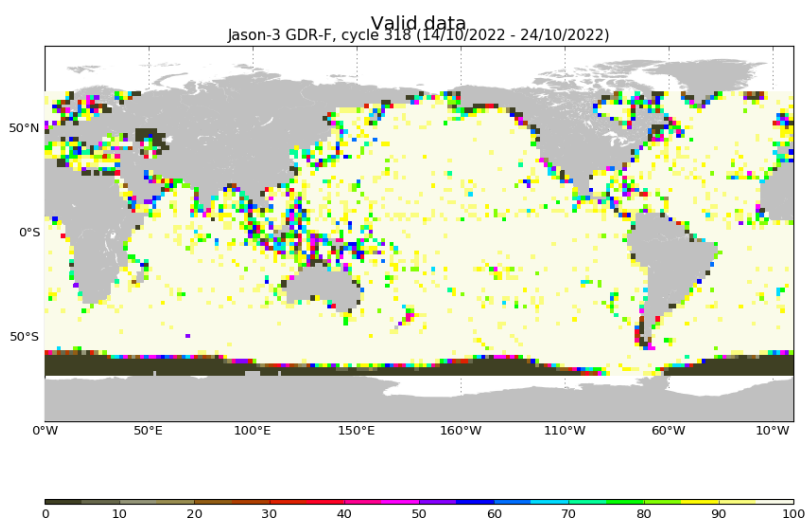 Valid data
Jason-3 GDR-F, cycle 318 (14/10/2022 - 24/10/2022)
50°N
0°S
50°S
0°W 50°E 100°E 150°E 160°W 110°W 60°W 10°W
0 10 20 30 40 50 60 70 80 90 100